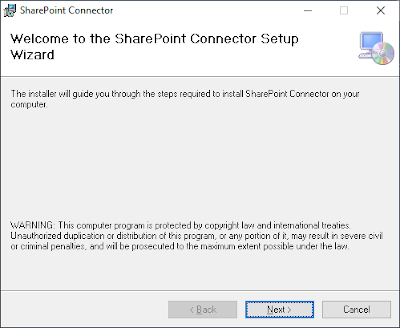 SharePoint Connector
Welcome to the SharePoint Connector Setup
Wizard
The installer will guide you through the steps required to install SharePoint Connector on your
computer.
WARNING: This computer program is protected by copyright law and international treaties.
Unauthorized duplication or distribution of this program, or any portion of it, may result in severe civil
or criminal penalties, and will be prosecuted to the maximum extent possible under the law.
< Back Next > Cancel